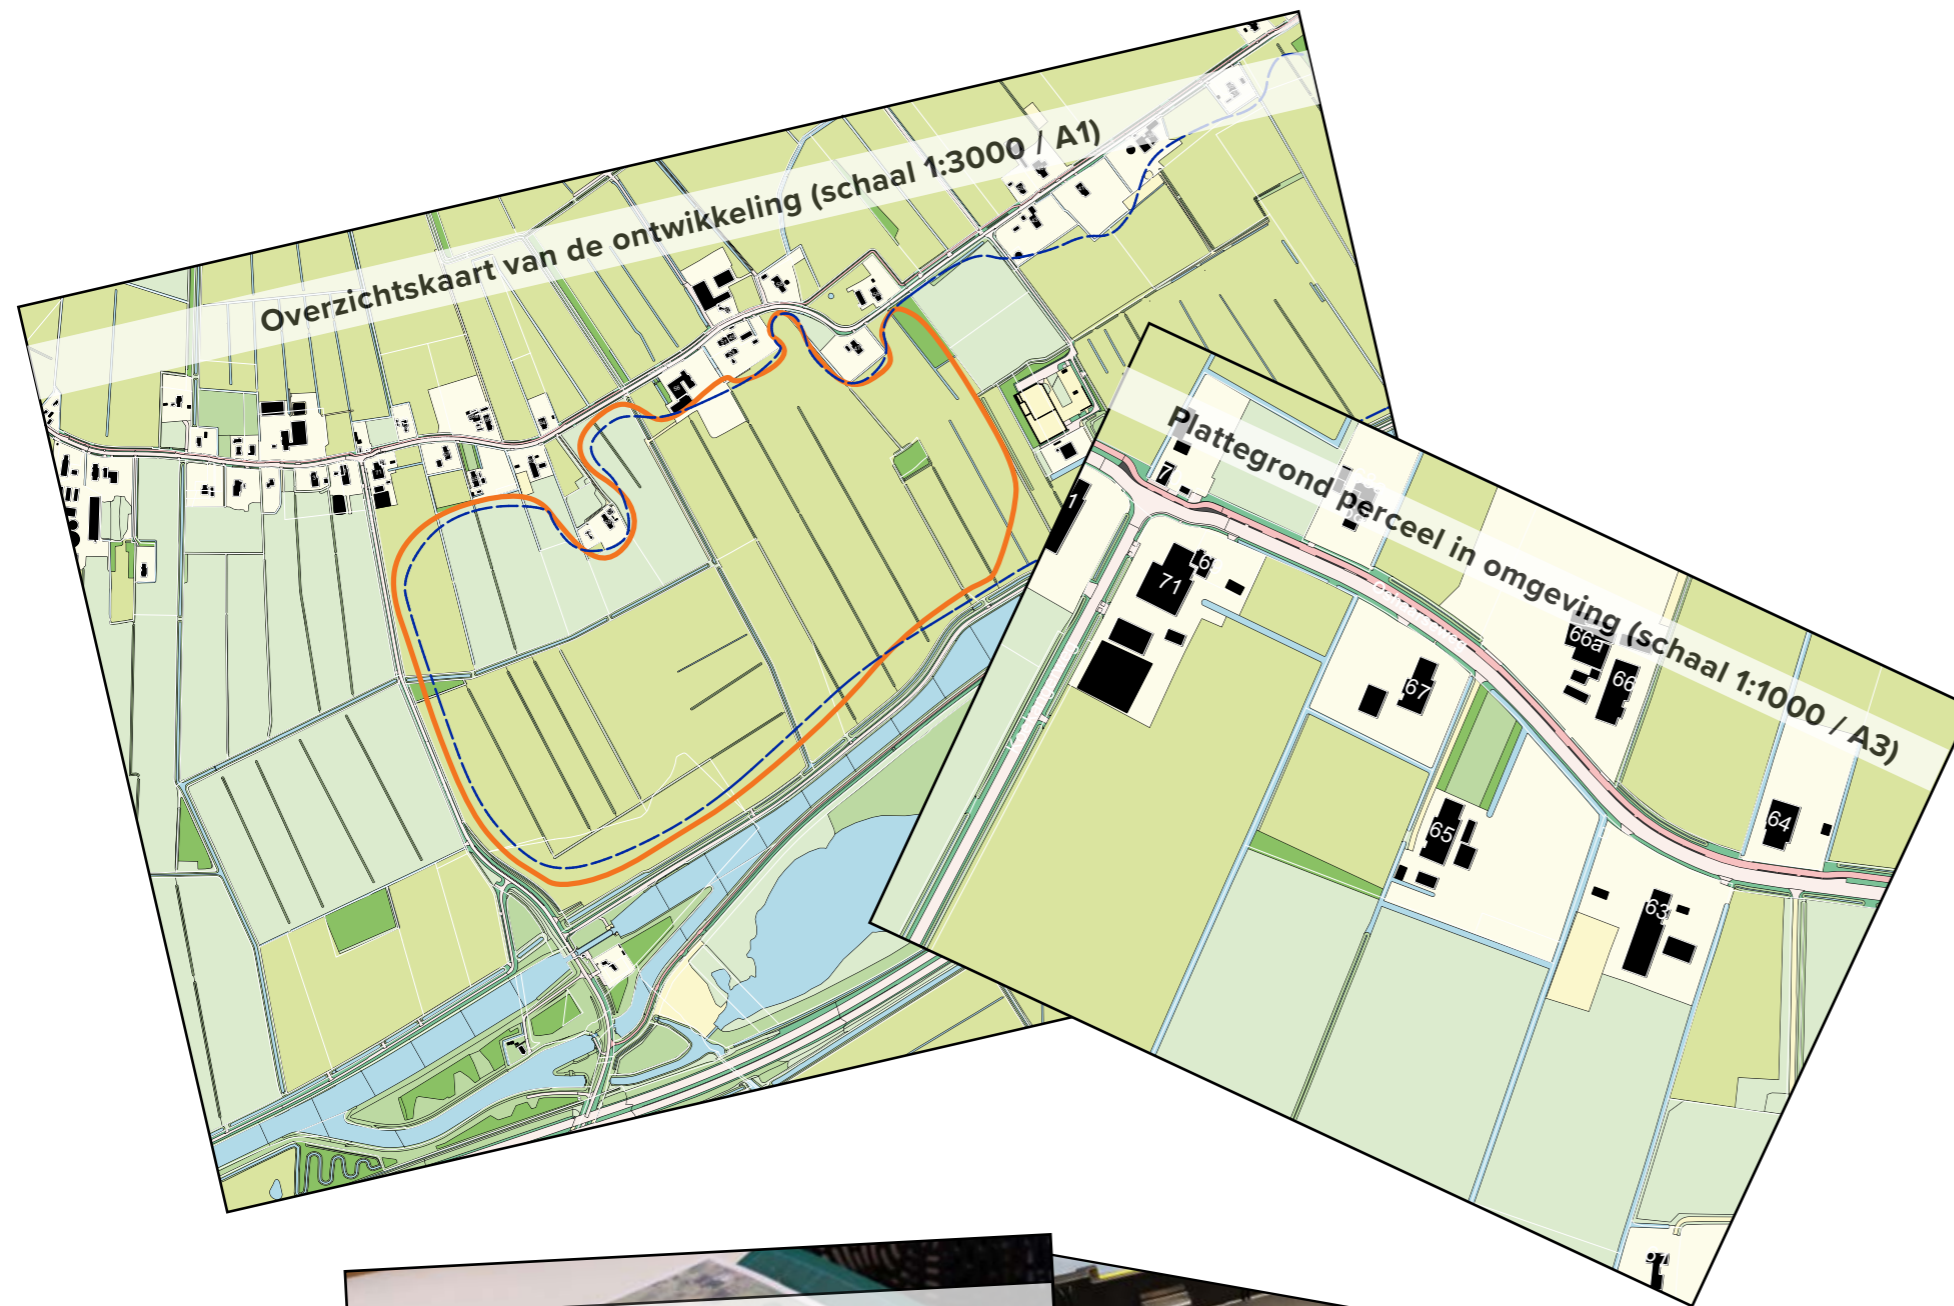 Overzichtskaart van de ontwikkeling (schaal 1:3000 / A1)
Plattegrond perceel in omgeving (schaal 1:1000 / A3)
7
1
71
67
66a
66
65
64
63